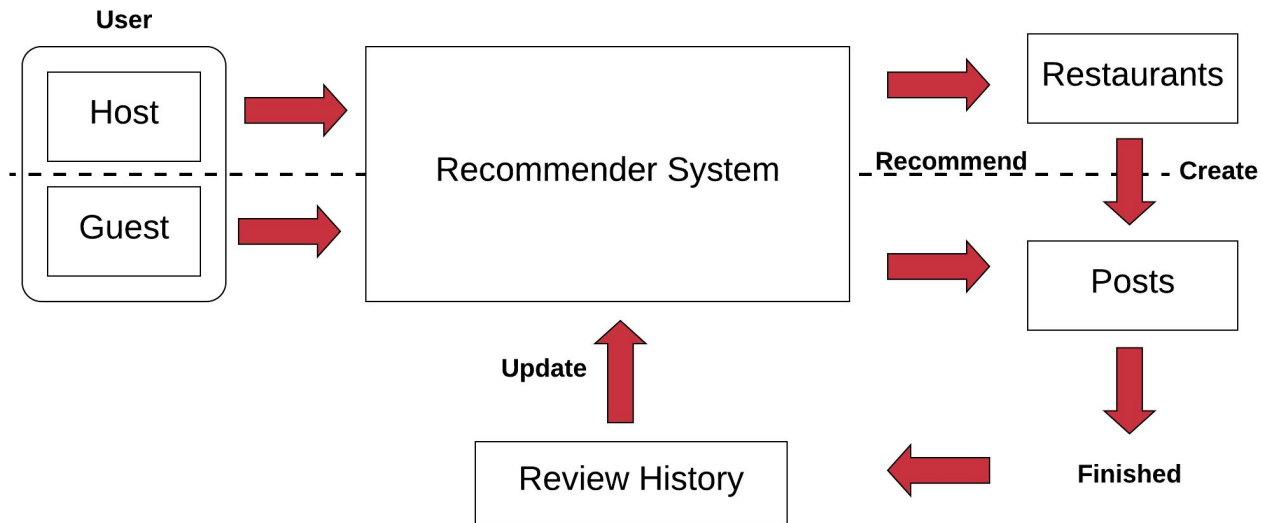 User
Host
Guest
Recommender System
Restaurants
Recommend
Create
Posts
Update
Review History
Finished